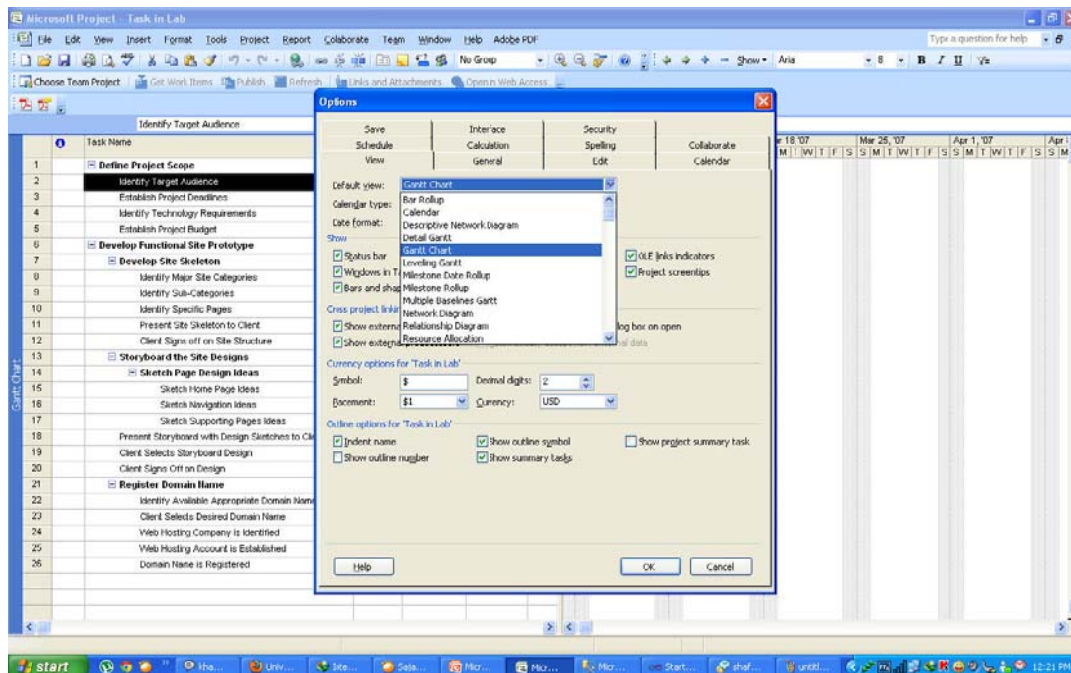 Microsoft Project - Task in Lab
File Edit View Insert Format Tools Project Report Collaborate Team Window Help Adobe PDF
Type a question for help
No Group
Show
Arial
8
B I U
Choose Team Project
Get Work Items
Publish
Refresh
Links and Attachments
Open in Web Access
Identify Target Audience
Task Name
1 Define Project Scope
2 Identify Target Audience
3 Establish Project Deadlines
4 Identify Technology Requirements
5 Establish Project Budget
6 Develop Functional Site Prototype
7 Develop Site Skeleton
8 Identify Major Site Categories
9 Identify Sub-Categories
10 Identify Specific Pages
11 Present Site Skeleton to Client
12 Client Signs off on Site Structure
13 Storyboard the Site Designs
14 Sketch Page Design Ideas
15 Sketch Home Page Ideas
16 Sketch Navigation Ideas
17 Sketch Supporting Pages Ideas
18 Present Storyboard with Design Sketches to Clie
19 Client Selects Storyboard Design
20 Client Signs Off on Design
21 Register Domain Name
22 Identify Available Appropriate Domain Name
23 Client Selects Desired Domain Name
24 Web Hosting Company is Identified
25 Web Hosting Account is Established
26 Domain Name is Registered
Gantt Chart
Options
Save Interface Security
Schedule Calculation Spelling Collaborate
View General Edit Calendar
Default view: Gantt Chart
Calendar type:
Date format:
Bar Rollup
Calendar
Descriptive Network Diagram
Detail Gantt
Gantt Chart
Leveling Gantt
Milestone Date Rollup
Milestone Rollup
Multiple Baselines Gantt
Network Diagram
Relationship Diagram
Resource Allocation
Show
Status bar
OLE links indicators
Windows in T
Project screentips
Bars and shap
Cross project linkin
Show externa
log box on open
Show external
nal data
Currency options for 'Task in Lab'
Symbol: $ Decimal digits: 2
Placement: $1 Currency: USD
Outline options for 'Task in Lab'
Indent name Show outline symbol Show project summary task
Show outline number Show summary tasks
Help OK Cancel
r 18 '07 Mar 25, '07 Apr 1, '07 Apr
M T W T F S S M T W T F S S M T W T F S S M
start
kha...
Univ...
Micr...
Micr...
Micr...
Start...
shaf...
untitl...
12:21 PM